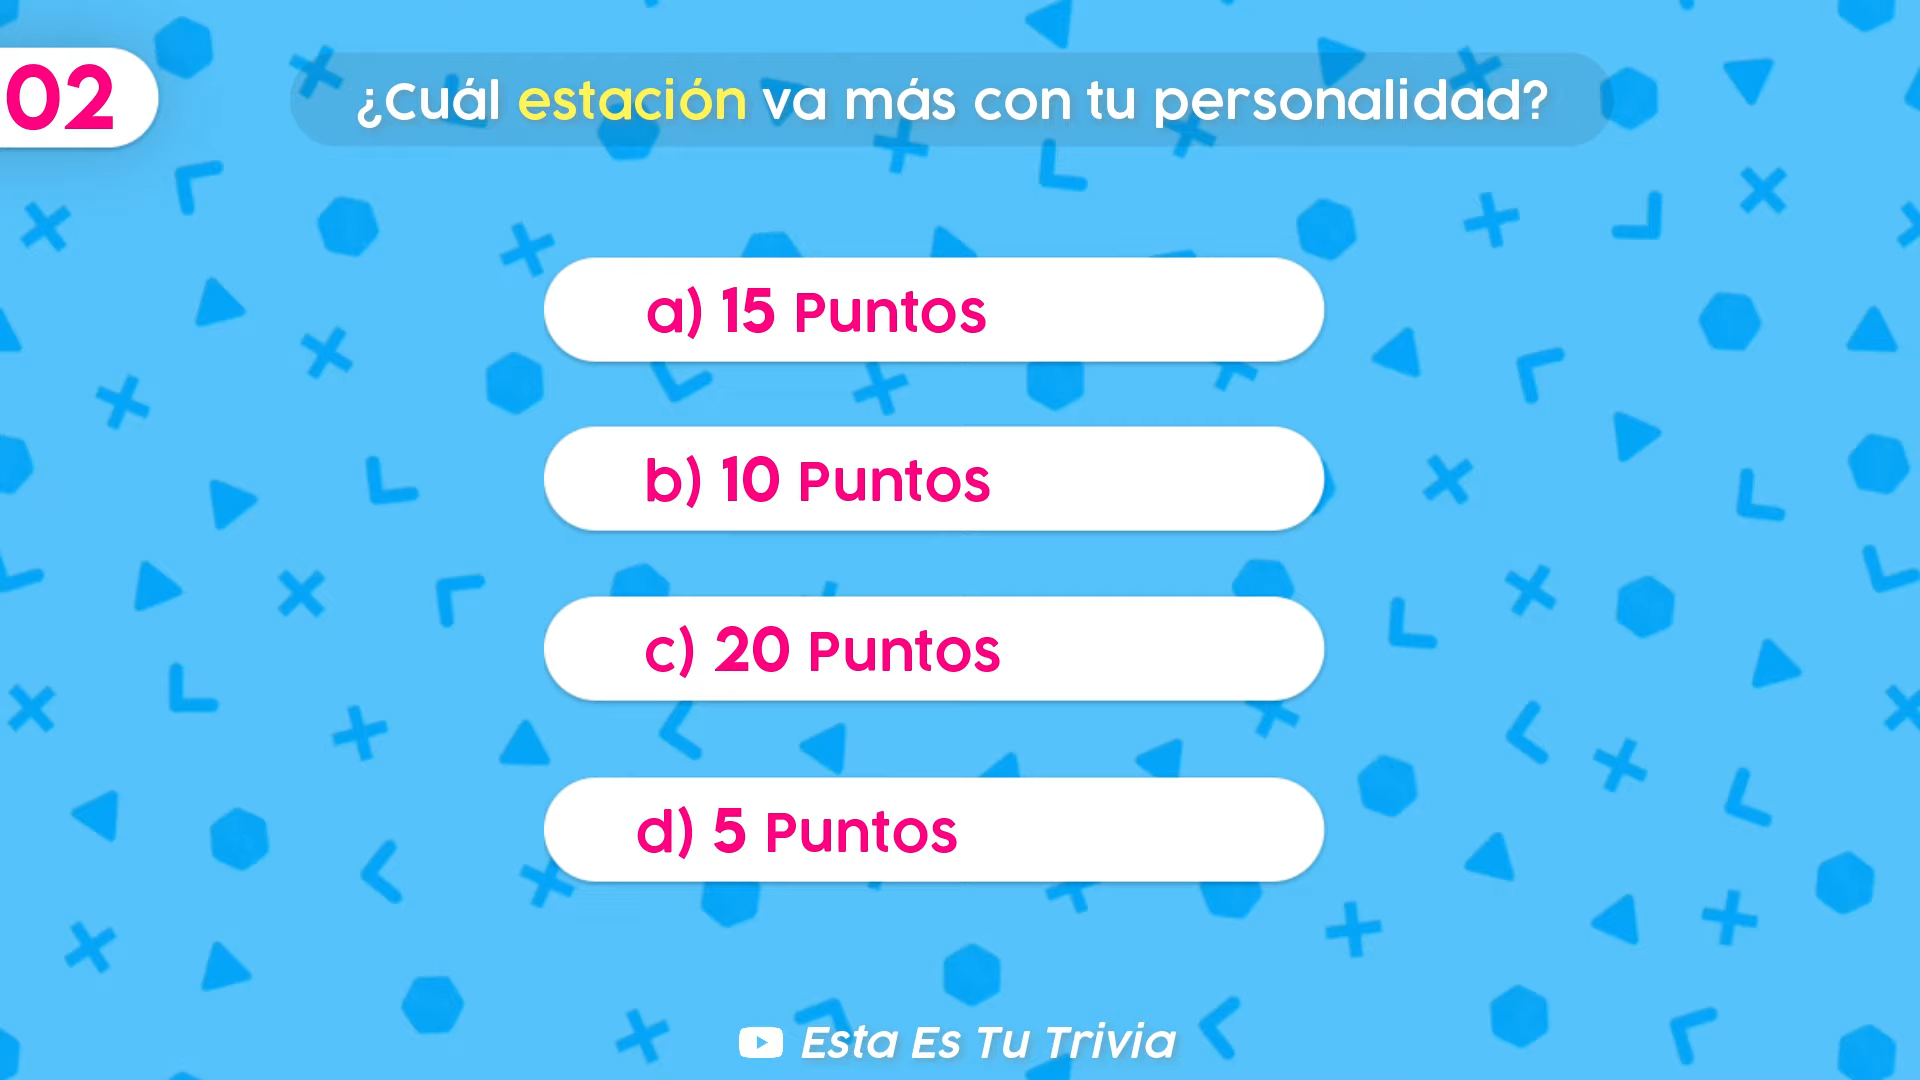 02
¿Cuál estación va más con tu personalidad?
a) 15 Puntos
b) 10 Puntos
c) 20 Puntos
d) 5 Puntos
Esta Es Tu Trivia